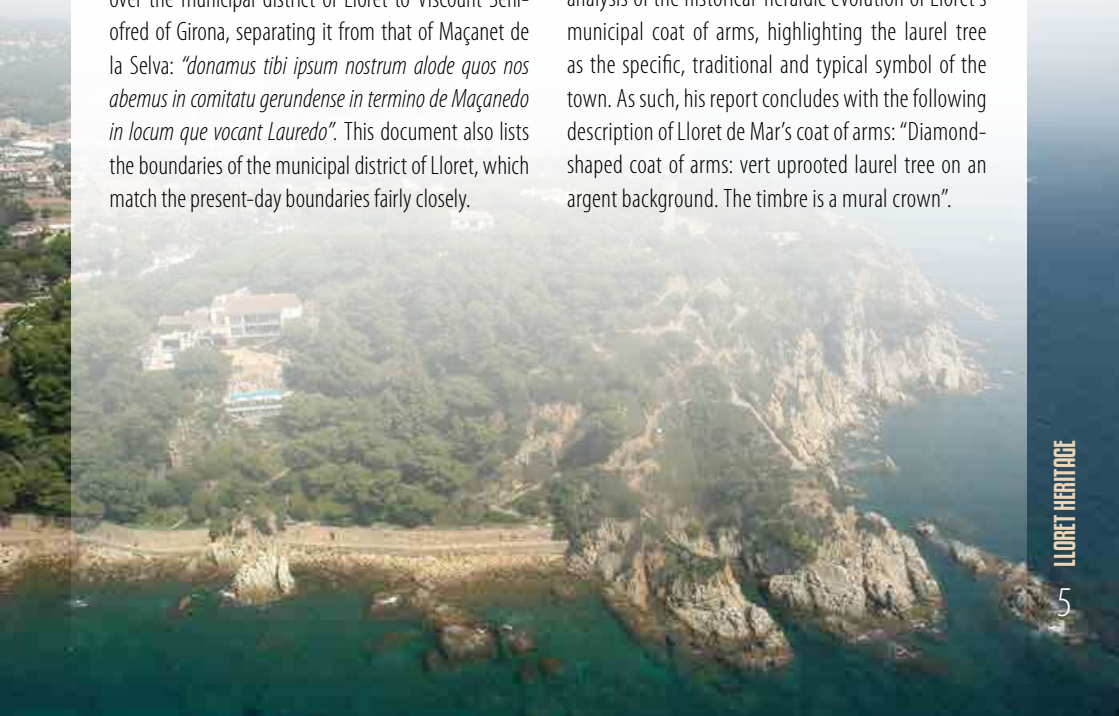 over the municipal district of Lloret to Viscount Seni-
ofred of Girona, separating it from that of Maçanet de
la Selva: “donamus tibi ipsum nostrum alode quos nos
abemus in comitatu gerundense in termino de Maçanedo
in locum que vocant Lauredo”. This document also lists
the boundaries of the municipal district of Lloret, which
match the present-day boundaries fairly closely.
analysis of the historical-heraldic evolution of Lloret’s
municipal coat of arms, highlighting the laurel tree
as the specific, traditional and typical symbol of the
town. As such, his report concludes with the following
description of Lloret de Mar’s coat of arms: “Diamond-
shaped coat of arms: vert uprooted laurel tree on an
argent background. The timbre is a mural crown”.
LLORET HERITAGE
5